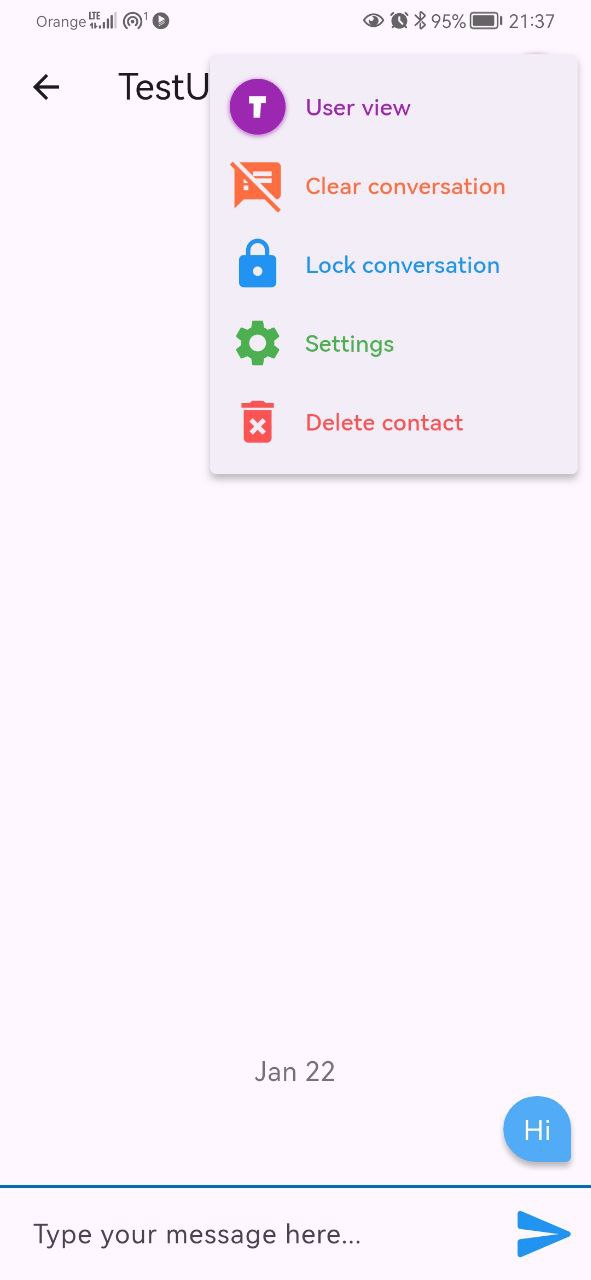 Orange LTE 1 95% 21:37
TestU
T User view
Clear conversation
Lock conversation
Settings
Delete contact
Jan 22
Hi
Type your message here...